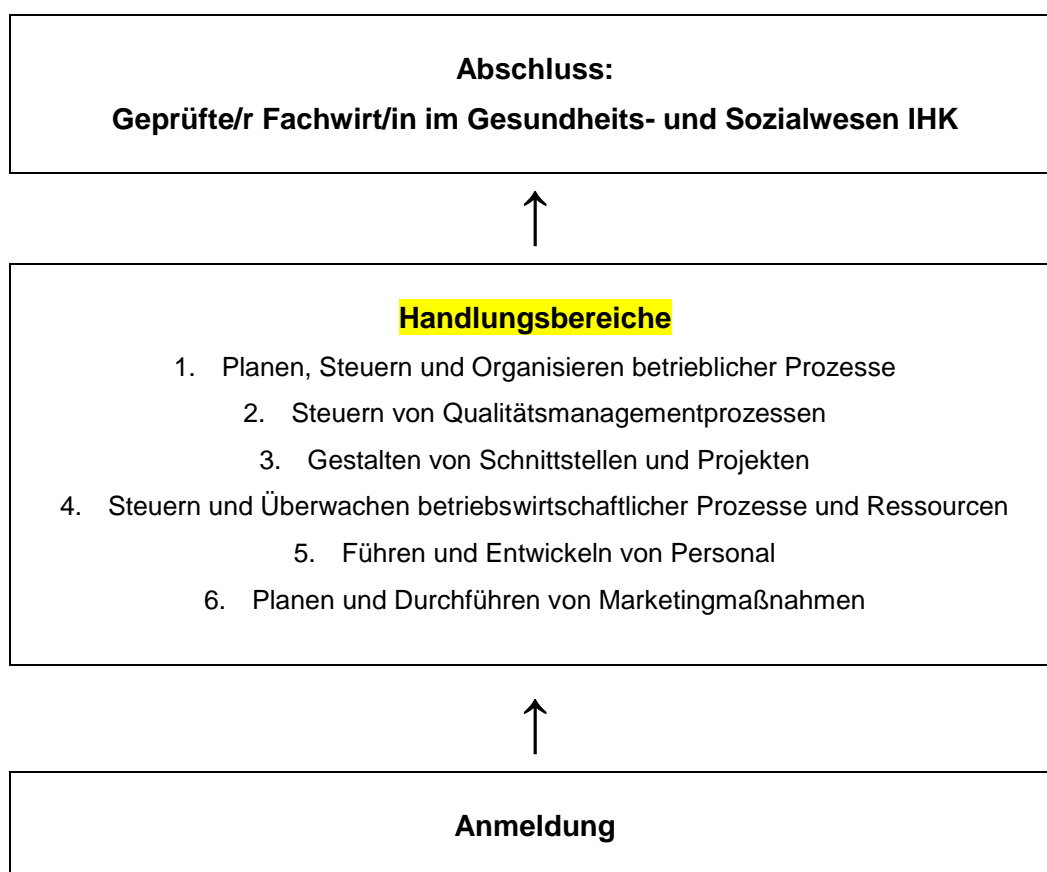 Abschluss:
Geprüfte/r Fachwirt/in im Gesundheits- und Sozialwesen IHK
↑
Handlungsbereiche
1. Planen, Steuern und Organisieren betrieblicher Prozesse
2. Steuern von Qualitätsmanagementprozessen
3. Gestalten von Schnittstellen und Projekten
4. Steuern und Überwachen betriebswirtschaftlicher Prozesse und Ressourcen
5. Führen und Entwickeln von Personal
6. Planen und Durchführen von Marketingmaßnahmen
↑
Anmeldung